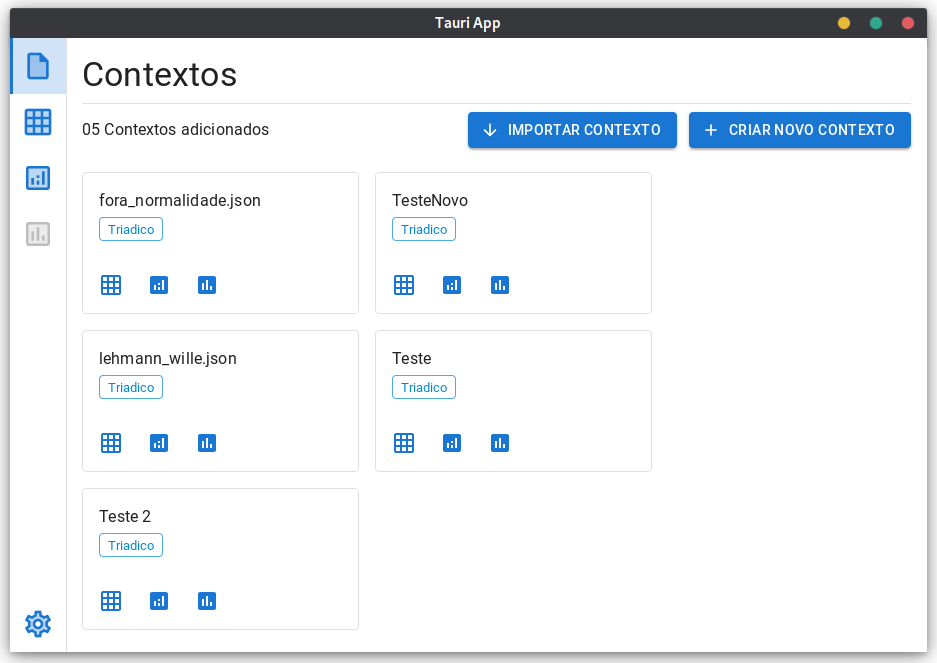 Tauri App
Contextos
05 Contextos adicionados
IMPORTAR CONTEXTO
CRIAR NOVO CONTEXTO
fora_normalidade.json
Triadico
TesteNovo
Triadico
lehmann_wille.json
Triadico
Teste
Triadico
Teste 2
Triadico